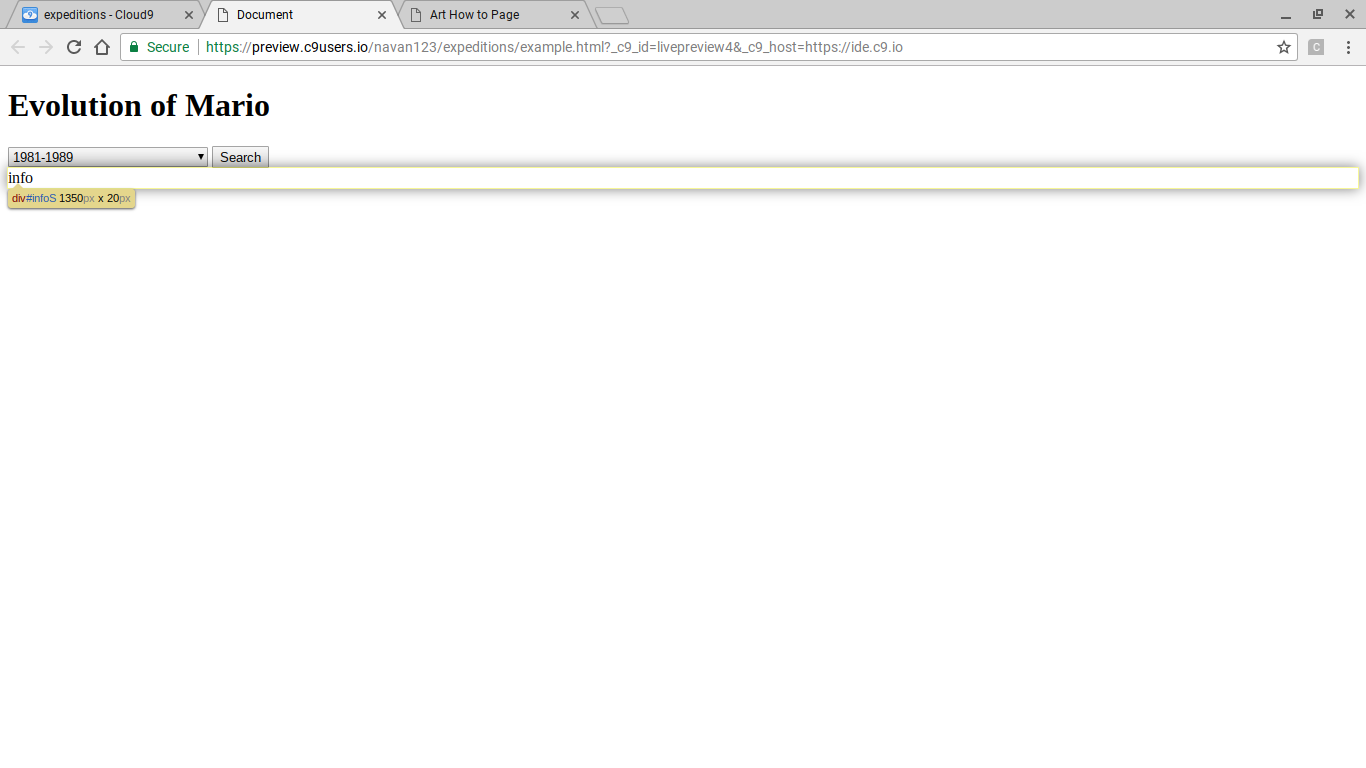 expeditions - Cloud9
Document
Art How to Page
Secure
https://preview.c9users.io/navan123/expeditions/example.html?_c9_id=livepreview4&_c9_host=https://ide.c9.io
C
Evolution of Mario
1981-1989
Search
info
div#infoS 1350px x 20px